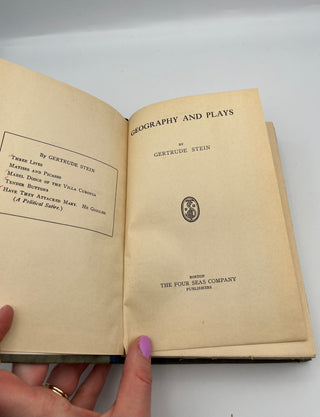 By GERTRUDE STEIN
THREE LIVES
MATISSE AND PICASSO
MABEL DODGE OF THE VILLA CURONIA
TENDER BUTTONS
HAVE THEY ATTACKED MARY. HE GIGGLED
(A Political Satire.)
GEOGRAPHY AND PLAYS
BY
GERTRUDE STEIN
BOSTON
THE FOUR SEAS COMPANY
PUBLISHERS